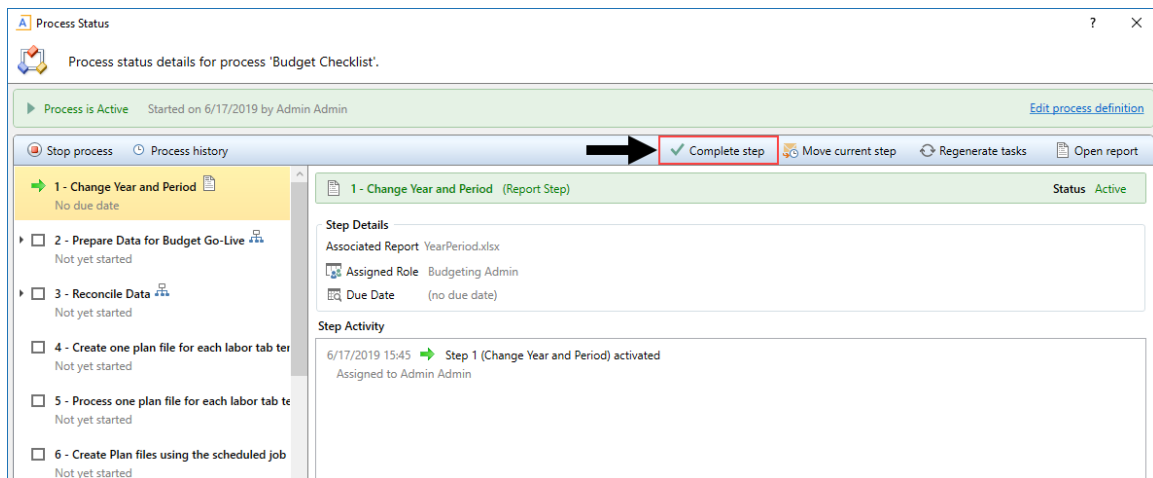 A Process Status ? ×
Process status details for process 'Budget Checklist'.
Process is Active Started on 6/17/2019 by Admin Admin Edit process definition
Stop process Process history Complete step Move current step Regenerate tasks Open report
1 - Change Year and Period
No due date
2 - Prepare Data for Budget Go-Live
Not yet started
3 - Reconcile Data
Not yet started
4 - Create one plan file for each labor tab ter
Not yet started
5 - Process one plan file for each labor tab te
Not yet started
6 - Create Plan files using the scheduled job
Not yet started
1 - Change Year and Period (Report Step) Status Active
Step Details
Associated Report YearPeriod.xlsx
Assigned Role Budgeting Admin
Due Date (no due date)
Step Activity
6/17/2019 15:45 Step 1 (Change Year and Period) activated
Assigned to Admin Admin